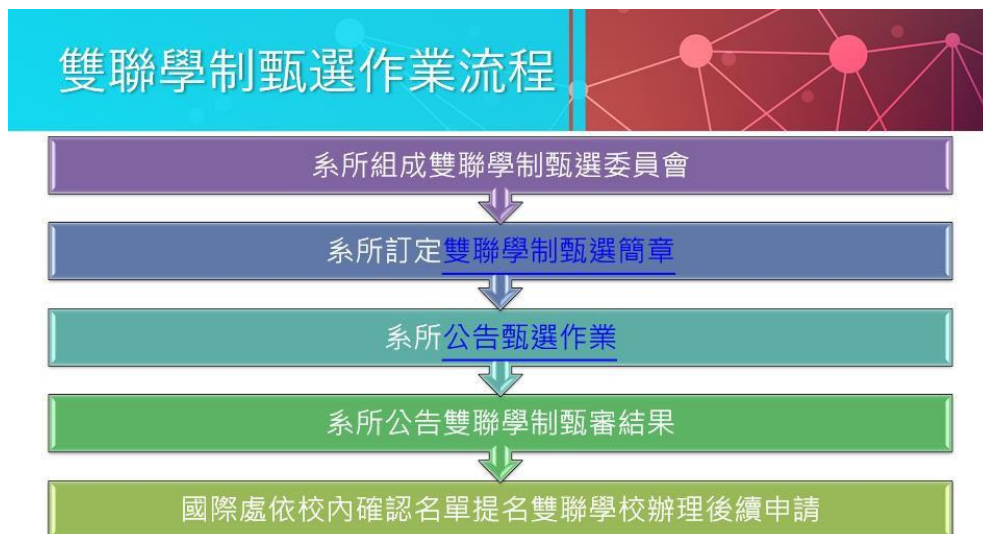 雙聯學制甄選作業流程
系所組成雙聯學制甄選委員會
系所訂定雙聯學制甄選簡章
系所公告甄選作業
系所公告雙聯學制甄審結果
國際處依校內確認名單提名雙聯學校辦理後續申請